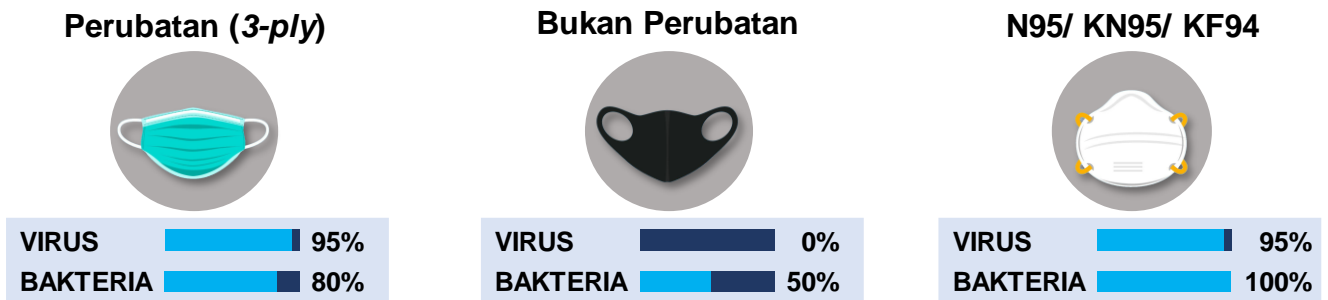 Perubatan (3-ply)
VIRUS 95%
BAKTERIA 80%
Bukan Perubatan
VIRUS 0%
BAKTERIA 50%
N95/ KN95/ KF94
VIRUS 95%
BAKTERIA 100%